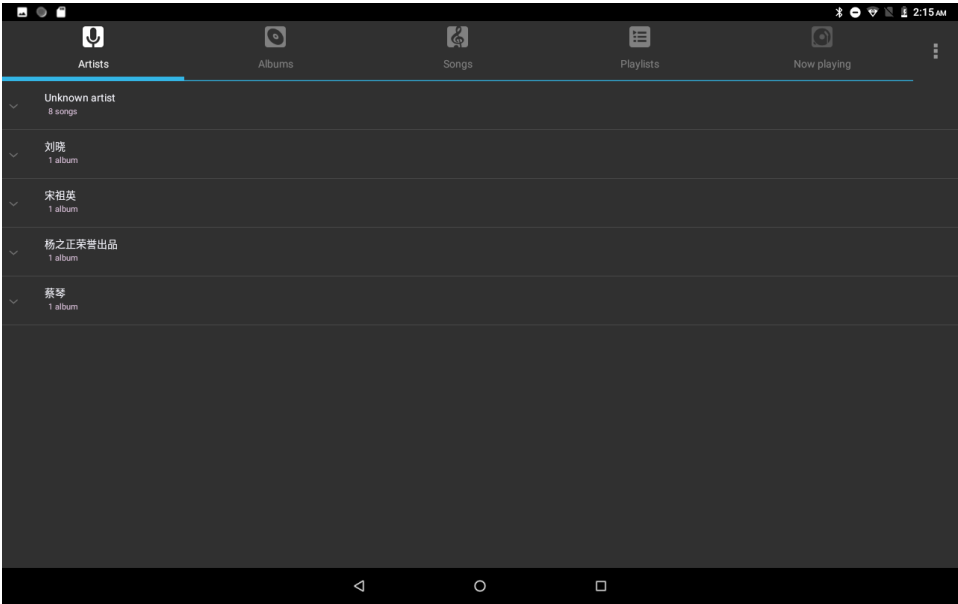 2:15 AM
Artists
Albums
Songs
Playlists
Now playing
Unknown artist
8 songs
刘晓
1 album
宋祖英
1 album
杨之正荣誉出品
1 album
蔡琴
1 album